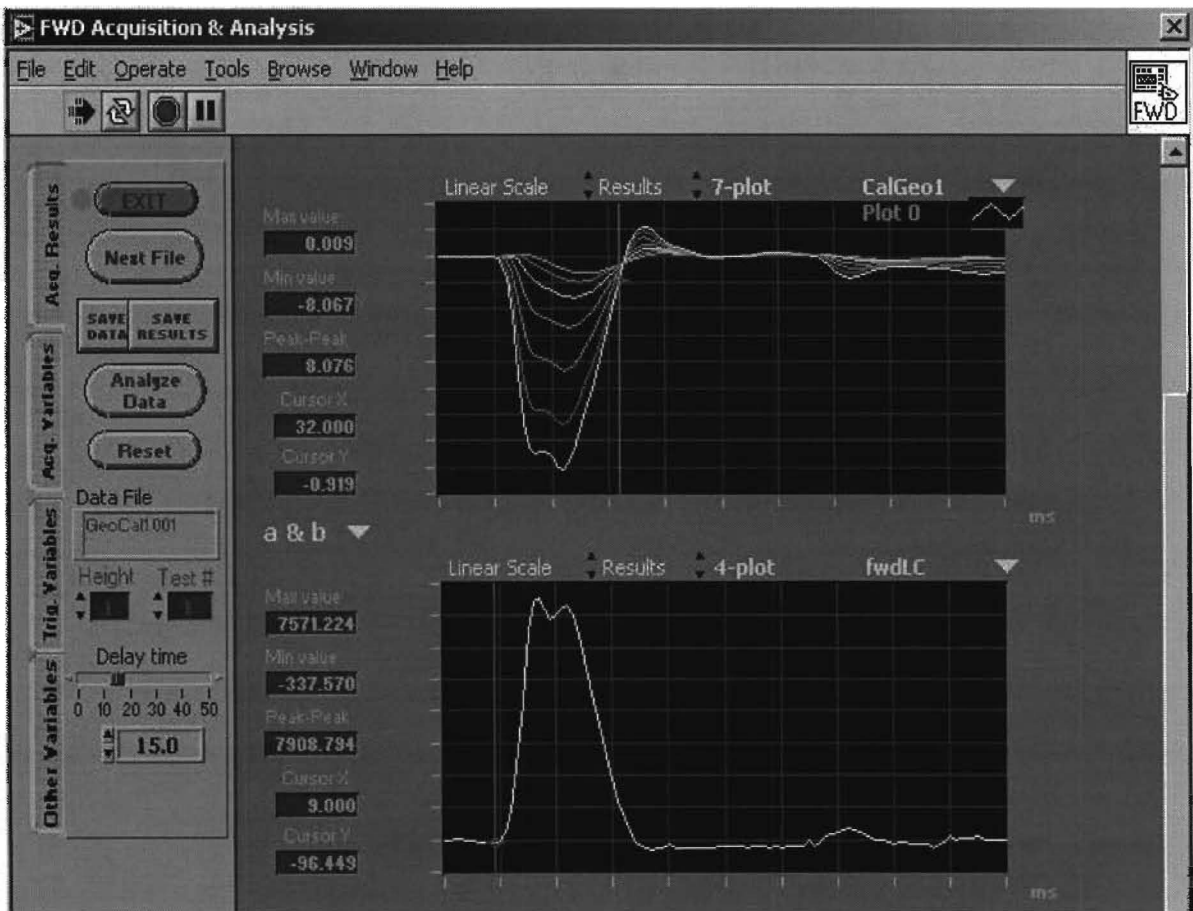 FWD Acquisition & Analysis
File Edit Operate Tools Browse Window Help
FWD
Acq. Results
Acq. Variables
Trig. Variables
Other Variables
EXIT
Next File
SAVE DATA
SAVE RESULTS
Analyze Data
Reset
Data File
GeoCal1.001
Height Test #
1 1
Delay time
0 10 20 30 40 50
15.0
Linear Scale Results 7-plot CalGeo1
Plot 0
Max value
0.009
Min value
-8.067
Peak-Peak
8.076
Cursor X
32.000
Cursor Y
-0.919
ms
a & b
Linear Scale Results 4-plot fwdLC
Max value
7571.224
Min value
-337.570
Peak-Peak
7908.794
Cursor X
9.000
Cursor Y
-96.449
ms